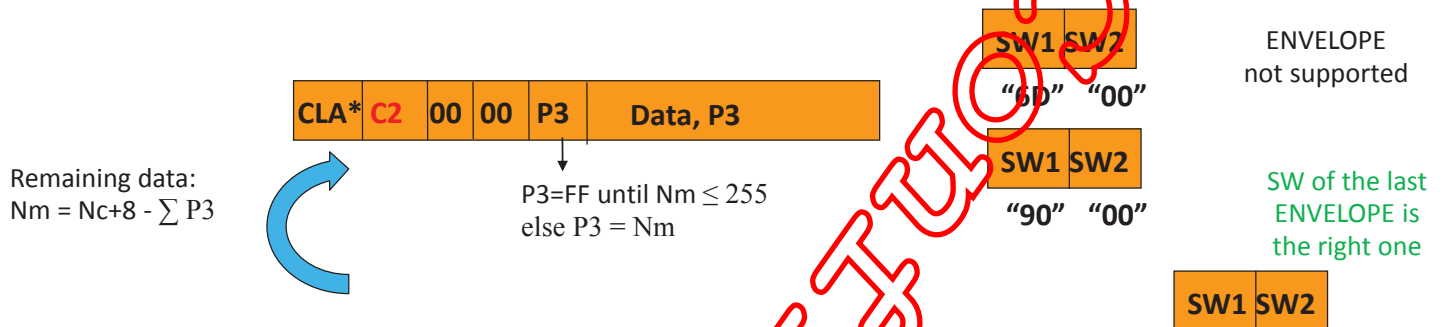 SW1 SW2
ENVELOPE
not supported
“6D” “00”
CLA* C2 00 00 P3 Data, P3
SW1 SW2
Remaining data:
Nm = Nc+8 - ∑ P3
P3=FF until Nm ≤ 255
else P3 = Nm
“90” “00”
SW of the last
ENVELOPE is
the right one
SW1 SW2